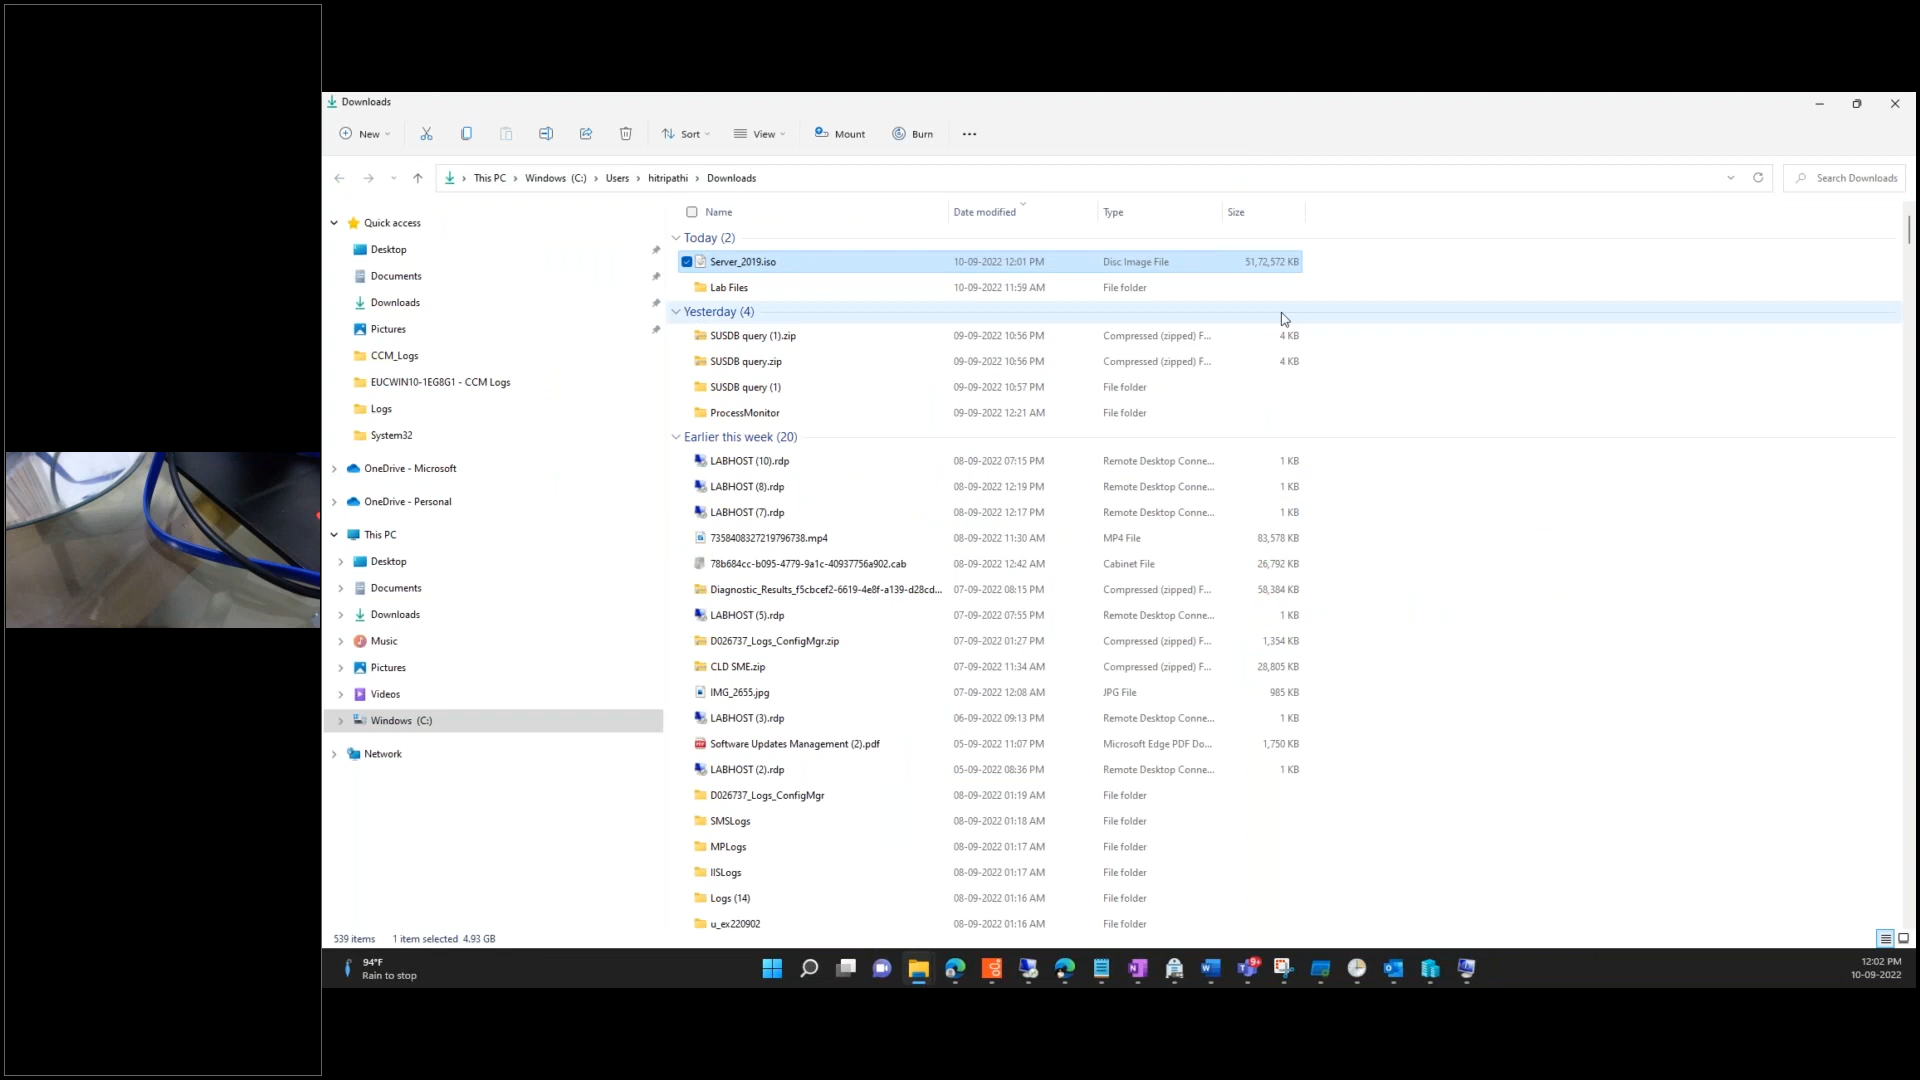 Downloads
New Sort View Mount Burn
This PC Windows (C:) Users hitripathi Downloads Search Downloads
Name Date modified Type Size
Quick access
Desktop
Documents
Downloads
Pictures
CCM_Logs
EUCWIN10-1EG8G1 - CCM Logs
Logs
System32
OneDrive - Microsoft
OneDrive - Personal
This PC
Desktop
Documents
Downloads
Music
Pictures
Videos
Windows (C:)
Network
Today (2)
Server_2019.iso 10-09-2022 12:01 PM Disc Image File 51,72,572 KB
Lab Files 10-09-2022 11:59 AM File folder
Yesterday (4)
SUSDB query (1).zip 09-09-2022 10:56 PM Compressed (zipped) F... 4 KB
SUSDB query.zip 09-09-2022 10:56 PM Compressed (zipped) F... 4 KB
SUSDB query (1) 09-09-2022 10:57 PM File folder
ProcessMonitor 09-09-2022 12:21 AM File folder
Earlier this week (20)
LABHOST (10).rdp 08-09-2022 07:15 PM Remote Desktop Conne... 1 KB
LABHOST (8).rdp 08-09-2022 12:19 PM Remote Desktop Conne... 1 KB
LABHOST (7).rdp 08-09-2022 12:17 PM Remote Desktop Conne... 1 KB
7358408327219796738.mp4 08-09-2022 11:30 AM MP4 File 83,578 KB
78b684cc-b095-4779-9a1c-40937756a902.cab 08-09-2022 12:42 AM Cabinet File 26,792 KB
Diagnostic_Results_f5cbcef2-6619-4e8f-a139-d28cd... 07-09-2022 08:15 PM Compressed (zipped) F... 58,384 KB
LABHOST (5).rdp 07-09-2022 07:55 PM Remote Desktop Conne... 1 KB
D026737_Logs_ConfigMgr.zip 07-09-2022 01:27 PM Compressed (zipped) F... 1,354 KB
CLD SME.zip 07-09-2022 11:34 AM Compressed (zipped) F... 28,805 KB
IMG_2655.jpg 07-09-2022 12:08 AM JPG File 985 KB
LABHOST (3).rdp 06-09-2022 09:13 PM Remote Desktop Conne... 1 KB
Software Updates Management (2).pdf 05-09-2022 11:07 PM Microsoft Edge PDF Do... 1,750 KB
LABHOST (2).rdp 05-09-2022 08:36 PM Remote Desktop Conne... 1 KB
D026737_Logs_ConfigMgr 08-09-2022 01:19 AM File folder
SMSLogs 08-09-2022 01:18 AM File folder
MPLogs 08-09-2022 01:17 AM File folder
IISLogs 08-09-2022 01:17 AM File folder
Logs (14) 08-09-2022 01:16 AM File folder
u_ex220902 08-09-2022 01:16 AM File folder
539 items 1 item selected 4.93 GB
94°F
Rain to stop
9+
12:02 PM
10-09-2022